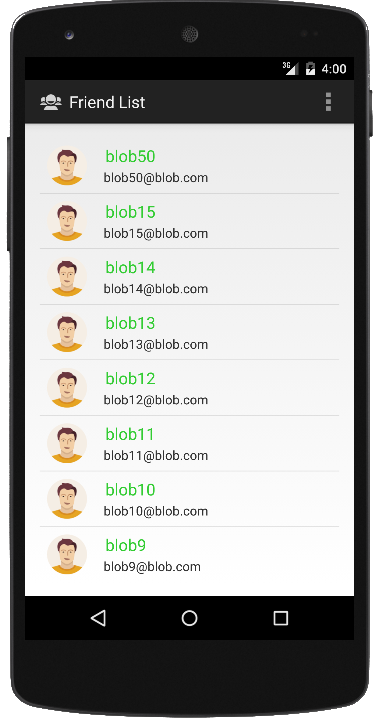 3G 4:00
Friend List
blob50
blob50@blob.com
blob15
blob15@blob.com
blob14
blob14@blob.com
blob13
blob13@blob.com
blob12
blob12@blob.com
blob11
blob11@blob.com
blob10
blob10@blob.com
blob9
blob9@blob.com